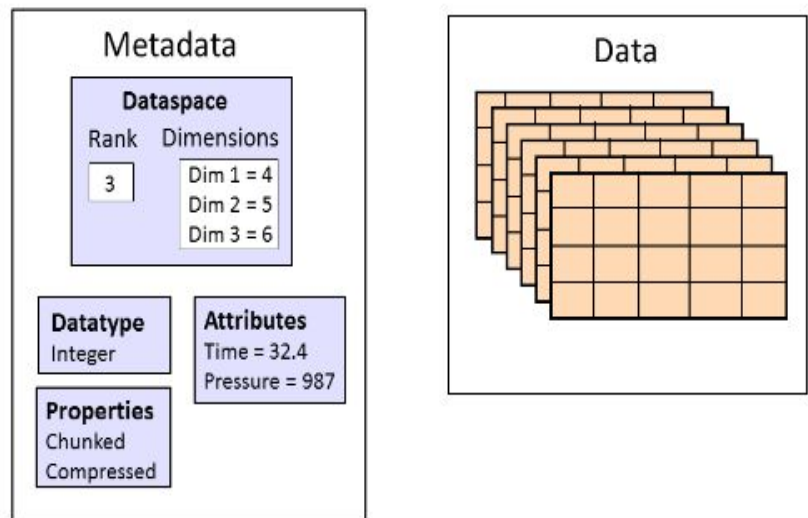 Metadata
Dataspace
Rank Dimensions
3
Dim 1 = 4
Dim 2 = 5
Dim 3 = 6
Datatype
Integer
Attributes
Time = 32.4
Pressure = 987
Properties
Chunked
Compressed
Data